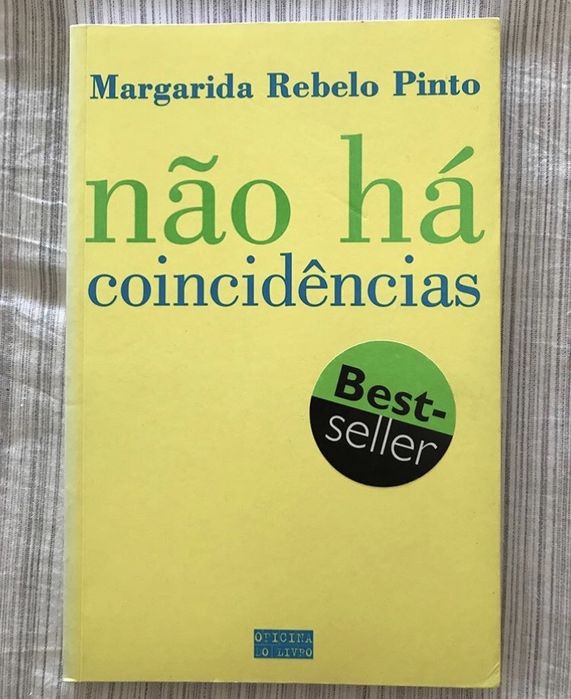 Margarida Rebelo Pinto
não há
coincidências
Best-
seller
OFICINA
DO LIVRO